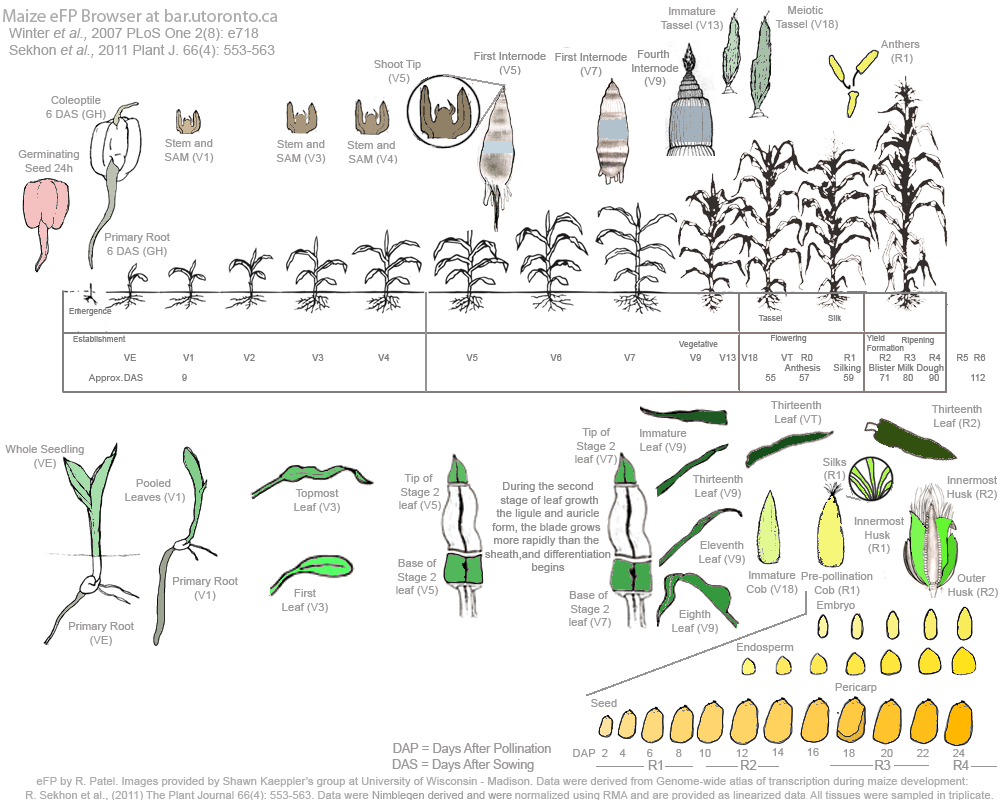 Maize eFP Browser at bar.utoronto.ca
Winter et al., 2007 PLoS One 2(8): e718
Sekhon et al., 2011 Plant J. 66(4): 553-563
Immature
Tassel (V13)
Meiotic
Tassel (V18)
Anthers
(R1)
Shoot Tip
(V5)
First Internode
(V5)
First Internode
(V7)
Fourth
Internode
(V9)
Coleoptile
6 DAS (GH)
Germinating
Seed 24h
Stem and
SAM (V1)
Stem and
SAM (V3)
Stem and
SAM (V4)
Primary Root
6 DAS (GH)
Emergence
Tassel
Silk
Establishment
Vegetative
Flowering
Yield
Formation
Ripening
VE V1 V2 V3 V4 V5 V6 V7 V9 V13 V18 VT R0 R1 R2 R3 R4 R5 R6
Anthesis Silking Blister Milk Dough
Approx.DAS 9 55 57 59 71 80 90 112
Whole Seedling
(VE)
Pooled
Leaves (V1)
Topmost
Leaf (V3)
First
Leaf (V3)
Primary Root
(V1)
Primary Root
(VE)
Tip of
Stage 2
leaf (V5)
Base of
Stage 2
leaf (V5)
During the second
stage of leaf growth
the ligule and auricle
form, the blade grows
more rapidly than the
sheath,and differentiation
begins
Tip of
Stage 2
leaf (V7)
Base of
Stage 2
leaf (V7)
Immature
Leaf (V9)
Thirteenth
Leaf (V9)
Eleventh
Leaf (V9)
Eighth
Leaf (V9)
Thirteenth
Leaf (VT)
Thirteenth
Leaf (R2)
Silks
(R1)
Innermost
Husk (R2)
Innermost
Husk
(R1)
Immature
Cob (V18)
Pre-pollination
Cob (R1)
Outer
Husk (R2)
Embryo
Endosperm
Pericarp
Seed
DAP 2 4 6 8 10 12 14 16 18 20 22 24
R1 R2 R3 R4
DAP = Days After Pollination
DAS = Days After Sowing
eFP by R. Patel. Images provided by Shawn Kaeppler's group at University of Wisconsin - Madison. Data were derived from Genome-wide atlas of transcription during maize development:
R. Sekhon et al., (2011) The Plant Journal 66(4): 553-563. Data were Nimblegen derived and were normalized using RMA and are provided as linearized data. All tissues were sampled in triplicate.